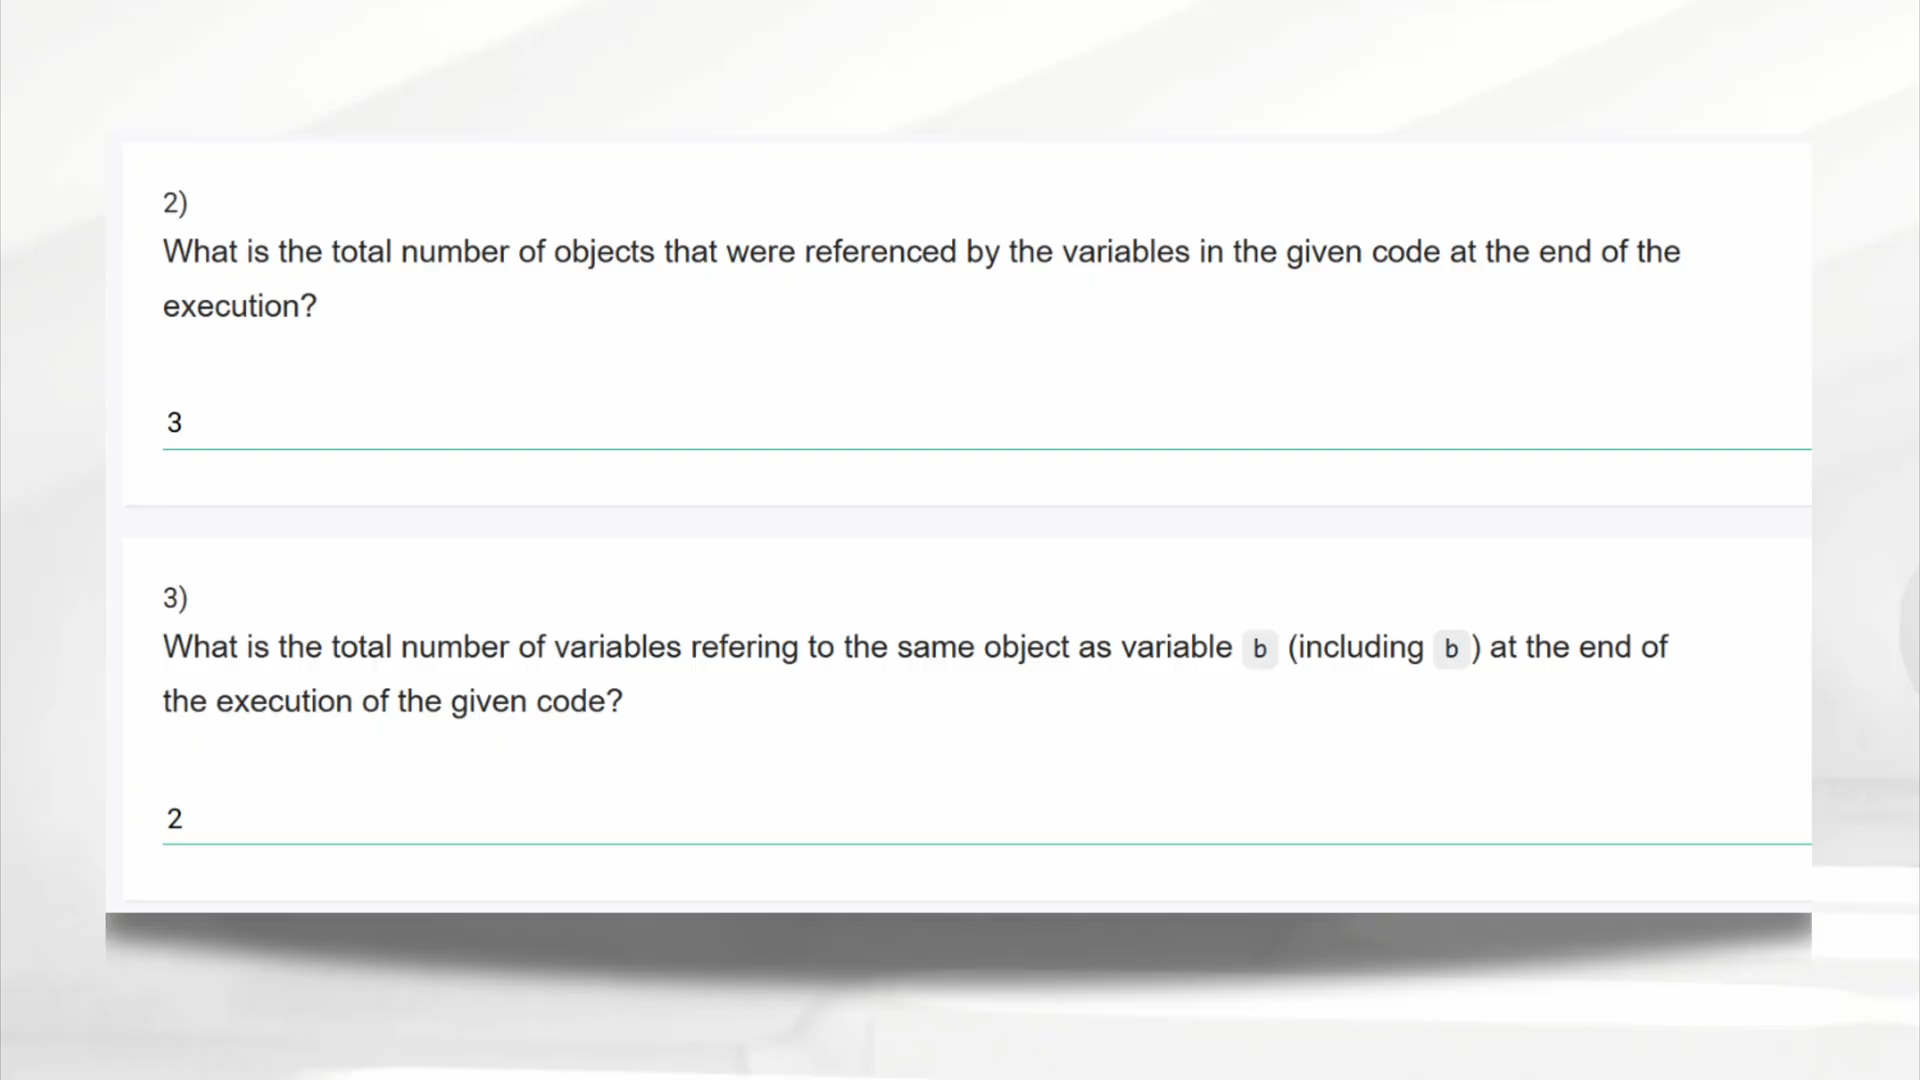 2)
What is the total number of objects that were referenced by the variables in the given code at the end of the
execution?
3
3)
What is the total number of variables refering to the same object as variable b (including b) at the end of
the execution of the given code?
2